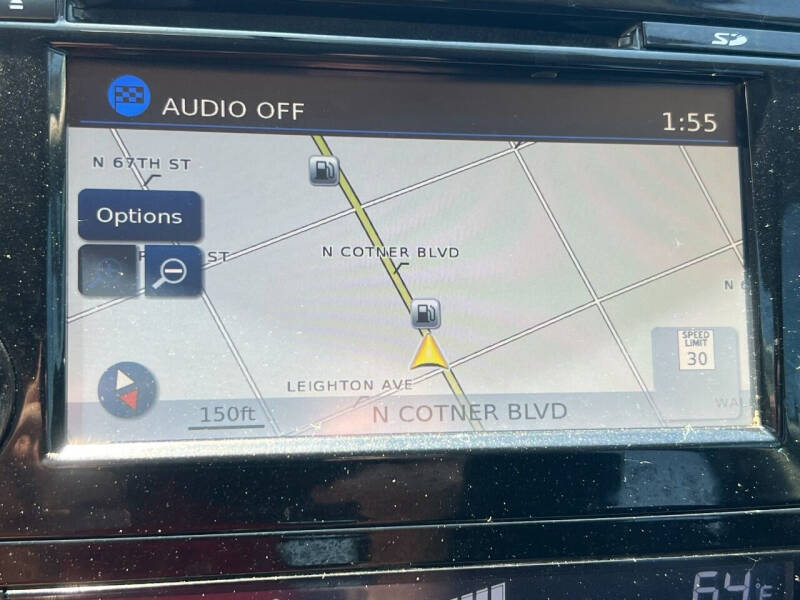 AUDIO OFF
1:55
N 67TH ST
Options
ST
N COTNER BLVD
SPEED
LIMIT
30
LEIGHTON AVE
150ft
N COTNER BLVD
64°F